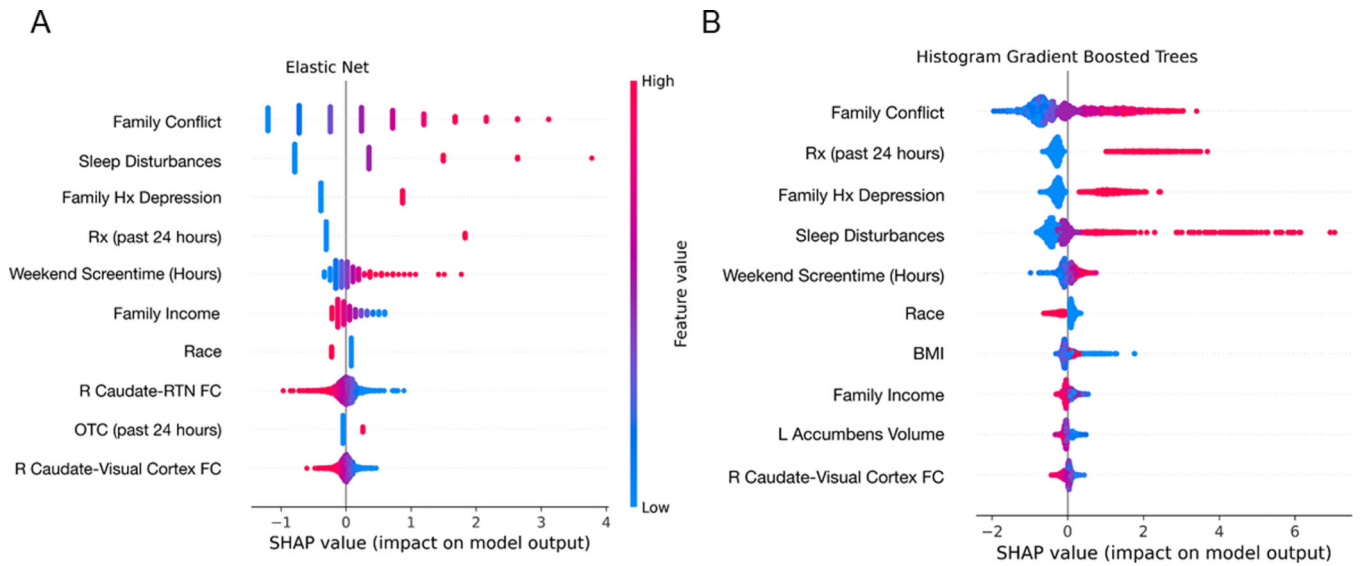 A
Elastic Net
Family Conflict
Sleep Disturbances
Family Hx Depression
Rx (past 24 hours)
Weekend Screentime (Hours)
Family Income
Race
R Caudate-RTN FC
OTC (past 24 hours)
R Caudate-Visual Cortex FC
−1 0 1 2 3 4
SHAP value (impact on model output)
High
Feature value
Low
B
Histogram Gradient Boosted Trees
Family Conflict
Rx (past 24 hours)
Family Hx Depression
Sleep Disturbances
Weekend Screentime (Hours)
Race
BMI
Family Income
L Accumbens Volume
R Caudate-Visual Cortex FC
−2 0 2 4 6
SHAP value (impact on model output)